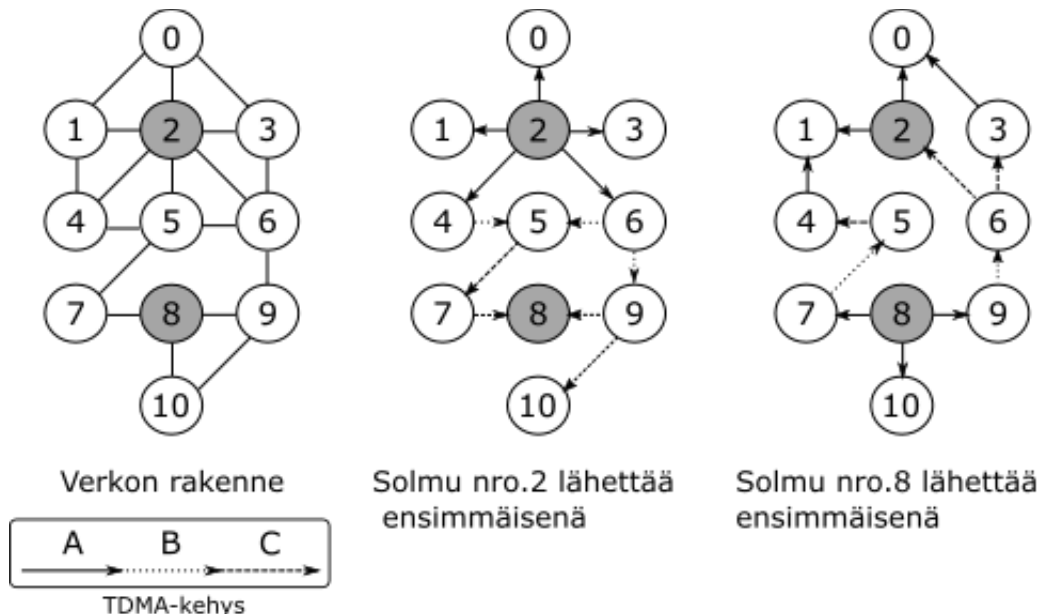 0
1 2 3
4 5 6
7 8 9
10
Verkon rakenne
A B C
TDMA-kehys
0
1 2 3
4 5 6
7 8 9
10
Solmu nro.2 lähettää
ensimmäisenä
0
1 2 3
4 5 6
7 8 9
10
Solmu nro.8 lähettää
ensimmäisenä